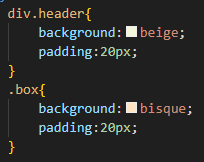 div.header{
    background:beige;
    padding:20px;
}
.box{
    background:bisque;
    padding:20px;
}